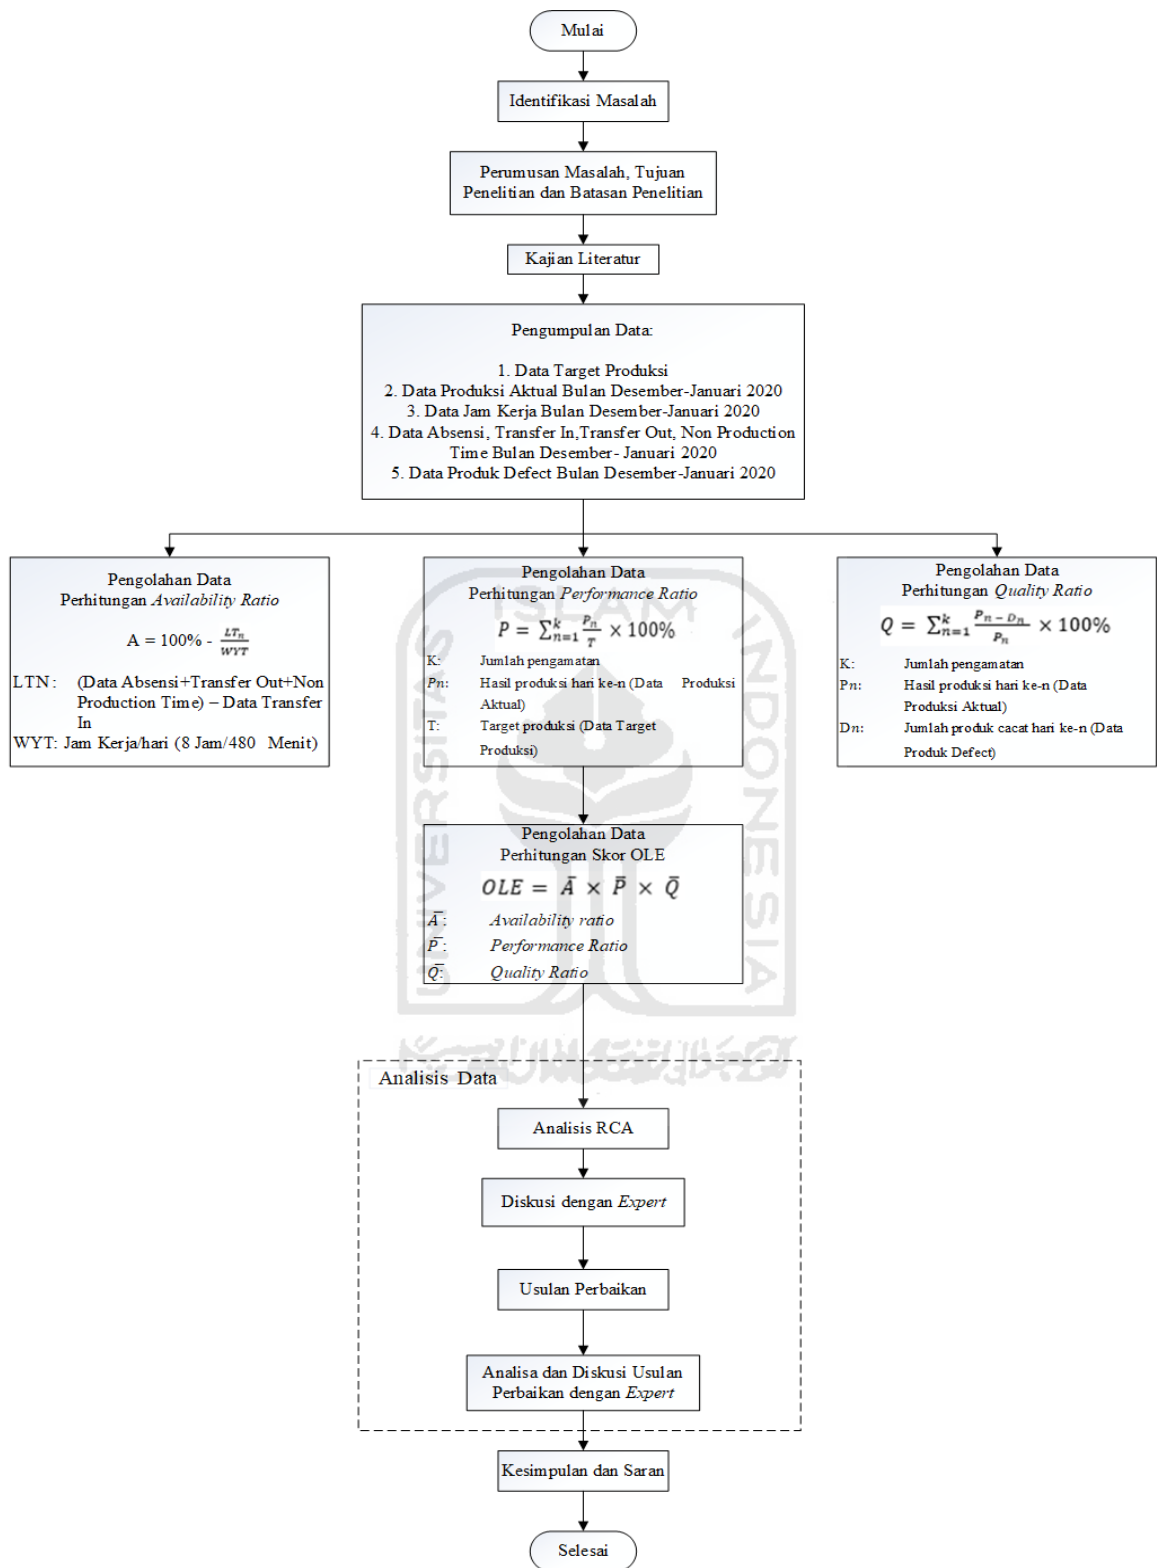 Mulai
Identifikasi Masalah
Perumusan Masalah, Tujuan
Penelitian dan Batasan Penelitian
Kajian Literatur
Pengumpulan Data:
1. Data Target Produksi
2. Data Produksi Aktual Bulan Desember-Januari 2020
3. Data Jam Kerja Bulan Desember-Januari 2020
4. Data Absensi, Transfer In,Transfer Out, Non Production
Time Bulan Desember- Januari 2020
5. Data Produk Defect Bulan Desember-Januari 2020
Pengolahan Data
Perhitungan Availability Ratio
A = 100% - LTₙ/WYT
LTN : (Data Absensi+Transfer Out+Non
Production Time) – Data Transfer
In
WYT: Jam Kerja/hari (8 Jam/480 Menit)
Pengolahan Data
Perhitungan Performance Ratio
P = ∑ₙ₌₁ᵏ Pₙ/T × 100%
K: Jumlah pengamatan
Pn: Hasil produksi hari ke-n (Data Produksi
Aktual)
T: Target produksi (Data Target
Produksi)
Pengolahan Data
Perhitungan Quality Ratio
Q = ∑ₙ₌₁ᵏ Pₙ₋Dₙ/Pₙ × 100%
K: Jumlah pengamatan
Pn: Hasil produksi hari ke-n (Data
Produksi Aktual)
Dn: Jumlah produk cacat hari ke-n (Data
Produk Defect)
Pengolahan Data
Perhitungan Skor OLE
OLE = Ā × P̄ × Q̄
Ā: Availability ratio
P̄: Performance Ratio
Q̄: Quality Ratio
UNIVERSITAS
ISLAM
INDONESIA
Analisis Data
Analisis RCA
Diskusi dengan Expert
Usulan Perbaikan
Analisa dan Diskusi Usulan
Perbaikan dengan Expert
Kesimpulan dan Saran
Selesai